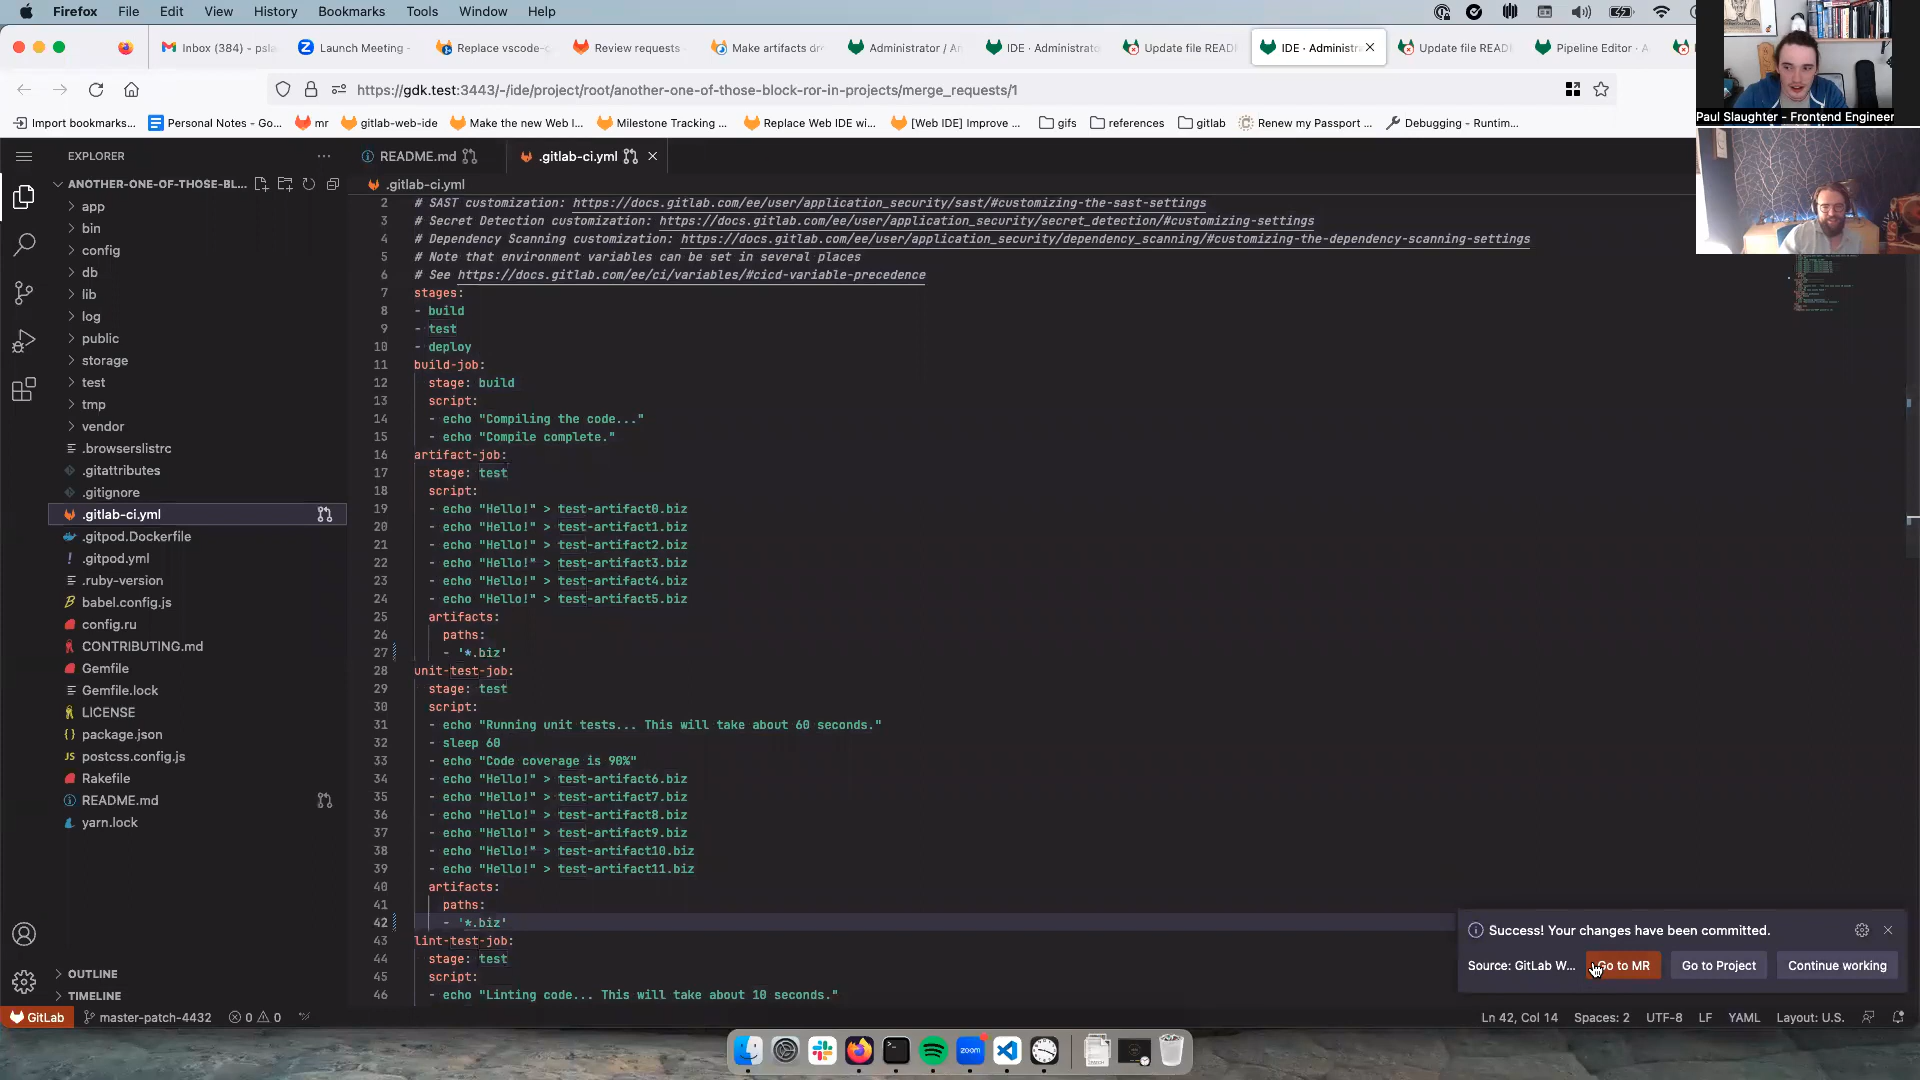 Firefox File Edit View History Bookmarks Tools Window Help
Inbox (384) - psla
Launch Meeting -
Replace vscode-
Review requests
Make artifacts dr
Administrator / A
IDE · Administrato
Update file READ
IDE · Administr
Update file READ
Pipeline Editor · A
https://gdk.test:3443/-/ide/project/root/another-one-of-those-block-ror-in-projects/merge_requests/1
Import bookmarks...
Personal Notes - Go...
mr
gitlab-web-ide
Make the new Web I...
Milestone Tracking ...
Replace Web IDE wi...
[Web IDE] Improve ...
gifs
references
gitlab
Renew my Passport ...
Debugging - Runtim...
Paul Slaughter - Frontend Engineer
EXPLORER
ANOTHER-ONE-OF-THOSE-BL...
app
bin
config
db
lib
log
public
storage
test
tmp
vendor
.browserslistrc
.gitattributes
.gitignore
.gitlab-ci.yml
.gitpod.Dockerfile
.gitpod.yml
.ruby-version
babel.config.js
config.ru
CONTRIBUTING.md
Gemfile
Gemfile.lock
LICENSE
package.json
postcss.config.js
Rakefile
README.md
yarn.lock
OUTLINE
TIMELINE
README.md
.gitlab-ci.yml
.gitlab-ci.yml
2 # SAST customization: https://docs.gitlab.com/ee/user/application_security/sast/#customizing-the-sast-settings
3 # Secret Detection customization: https://docs.gitlab.com/ee/user/application_security/secret_detection/#customizing-settings
4 # Dependency Scanning customization: https://docs.gitlab.com/ee/user/application_security/dependency_scanning/#customizing-the-dependency-scanning-settings
5 # Note that environment variables can be set in several places
6 # See https://docs.gitlab.com/ee/ci/variables/#cicd-variable-precedence
7 stages:
8 - build
9 - test
10 - deploy
11 build-job:
12 stage: build
13 script:
14 - echo "Compiling the code..."
15 - echo "Compile complete."
16 artifact-job:
17 stage: test
18 script:
19 - echo "Hello!" > test-artifact0.biz
20 - echo "Hello!" > test-artifact1.biz
21 - echo "Hello!" > test-artifact2.biz
22 - echo "Hello!" > test-artifact3.biz
23 - echo "Hello!" > test-artifact4.biz
24 - echo "Hello!" > test-artifact5.biz
25 artifacts:
26 paths:
27 - '*.biz'
28 unit-test-job:
29 stage: test
30 script:
31 - echo "Running unit tests... This will take about 60 seconds."
32 - sleep 60
33 - echo "Code coverage is 90%"
34 - echo "Hello!" > test-artifact6.biz
35 - echo "Hello!" > test-artifact7.biz
36 - echo "Hello!" > test-artifact8.biz
37 - echo "Hello!" > test-artifact9.biz
38 - echo "Hello!" > test-artifact10.biz
39 - echo "Hello!" > test-artifact11.biz
40 artifacts:
41 paths:
42 - '*.biz'
43 lint-test-job:
44 stage: test
45 script:
46 - echo "Linting code... This will take about 10 seconds."
Success! Your changes have been committed.
Source: GitLab W...
Go to MR
Go to Project
Continue working
GitLab master-patch-4432 0 0
Ln 42, Col 14 Spaces: 2 UTF-8 LF YAML Layout: U.S.
zoom